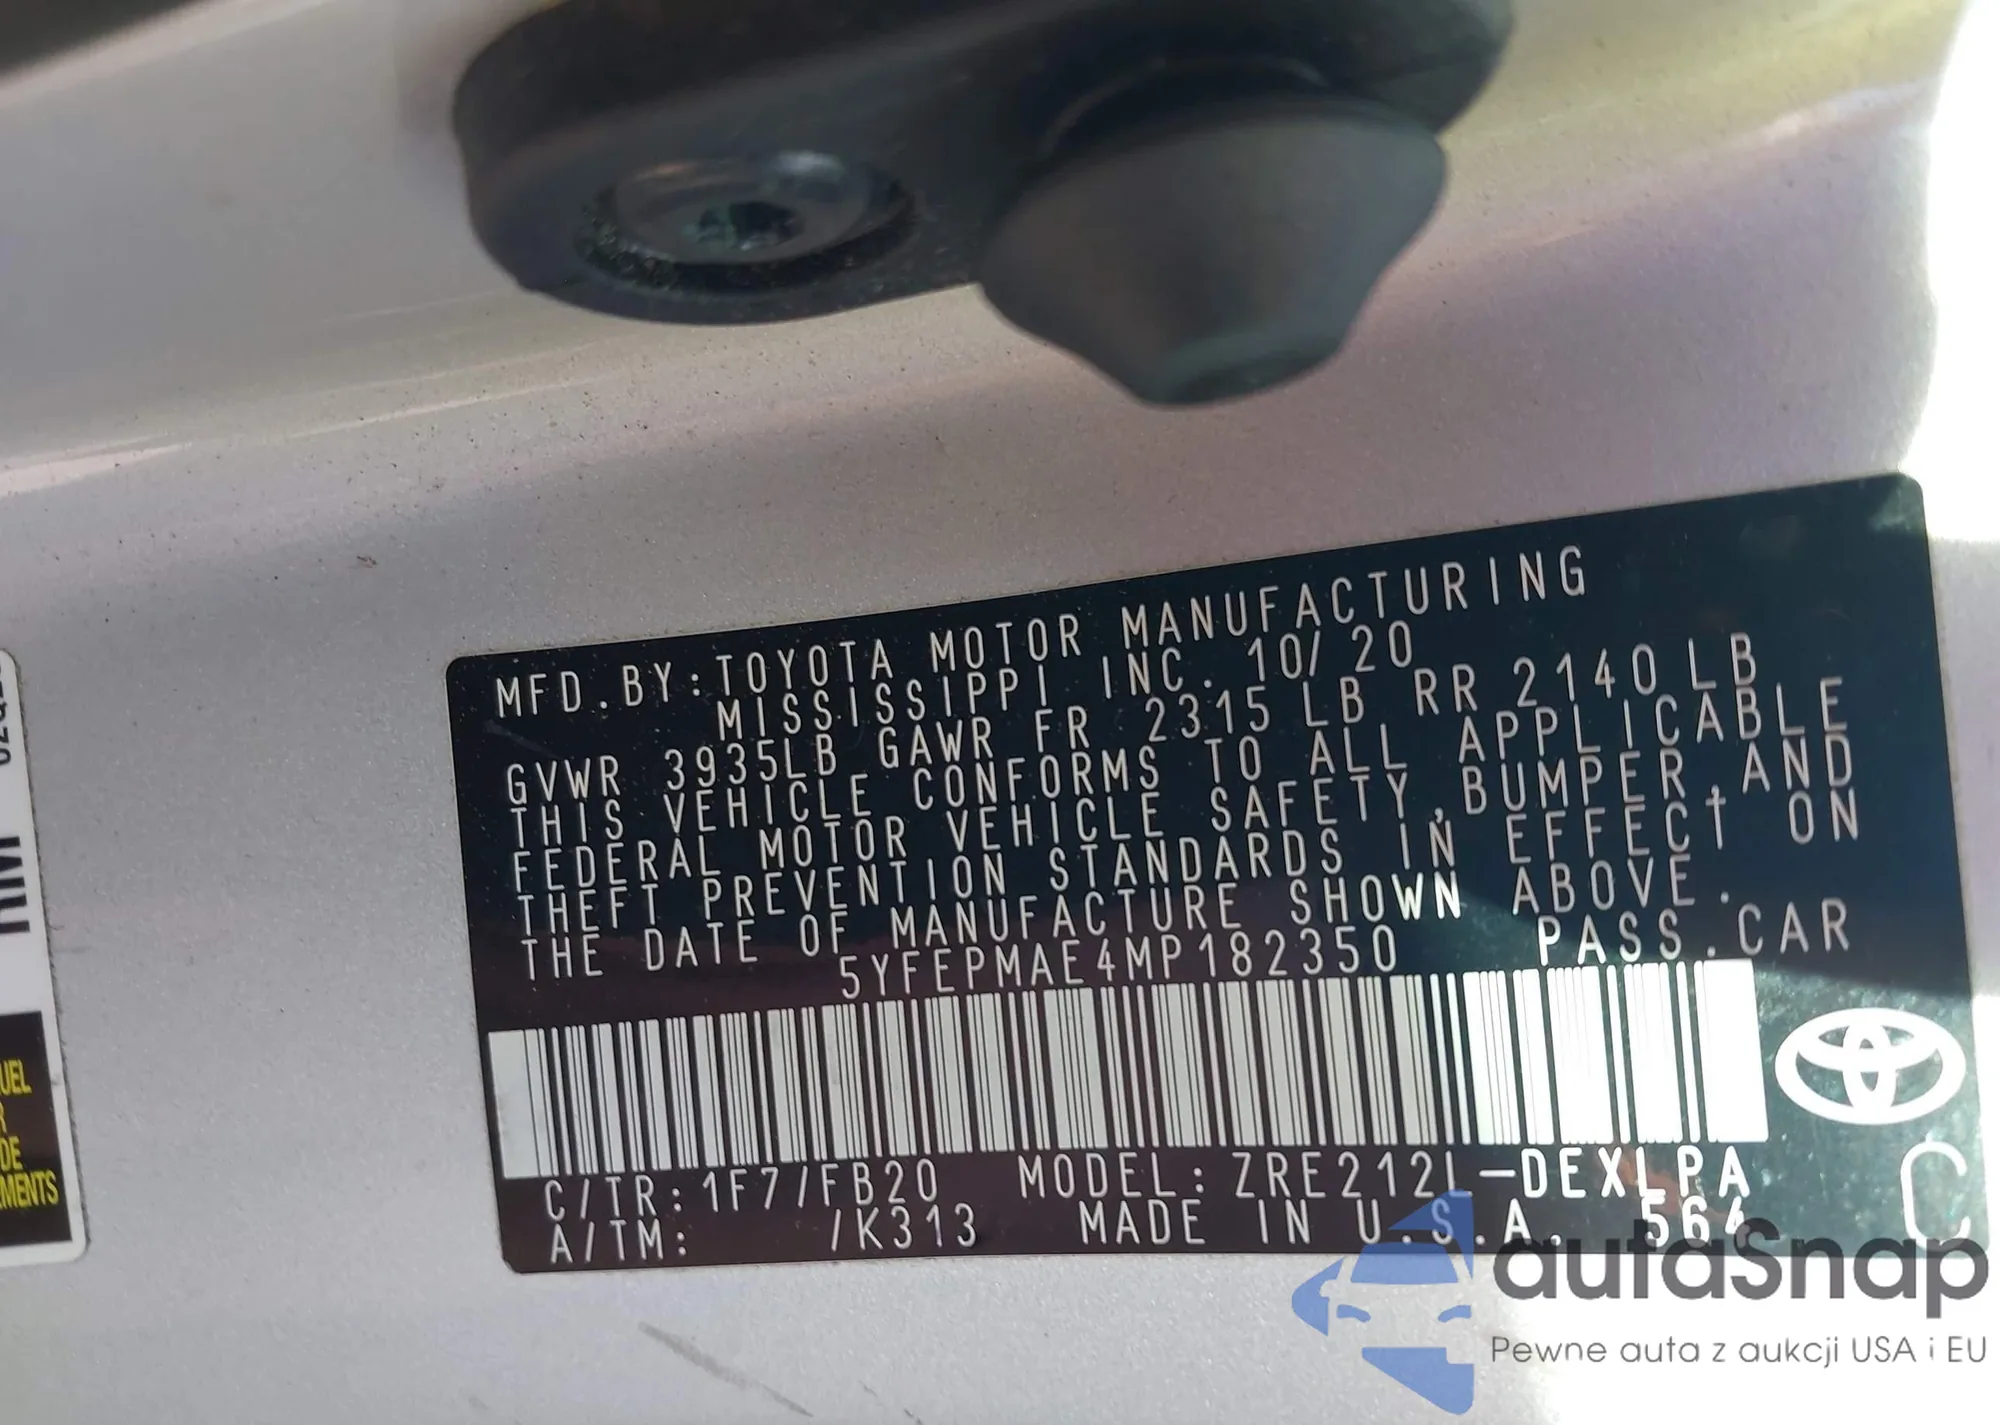 MFD.BY:TOYOTA MOTOR MANUFACTURING
MISSISSIPPI INC. 10/20
GVWR 3935LB GAWR FR 2315 LB RR 2140 LB
THIS VEHICLE CONFORMS TO ALL APPLICABLE
FEDERAL MOTOR VEHICLE SAFETY,BUMPER,AND
THEFT PREVENTION STANDARDS IN EFFECT ON
THE DATE OF MANUFACTURE SHOWN ABOVE.
5YFEPMAE4MP182350 PASS.CAR
C/TR:1F7/FB20 MODEL:ZRE212L-DEXLPA
A/TM: /K313 MADE IN U.S.A. 564
C
UEL
R
DE
EMENTS
autaSnap
Pewne auta z aukcji USA i EU